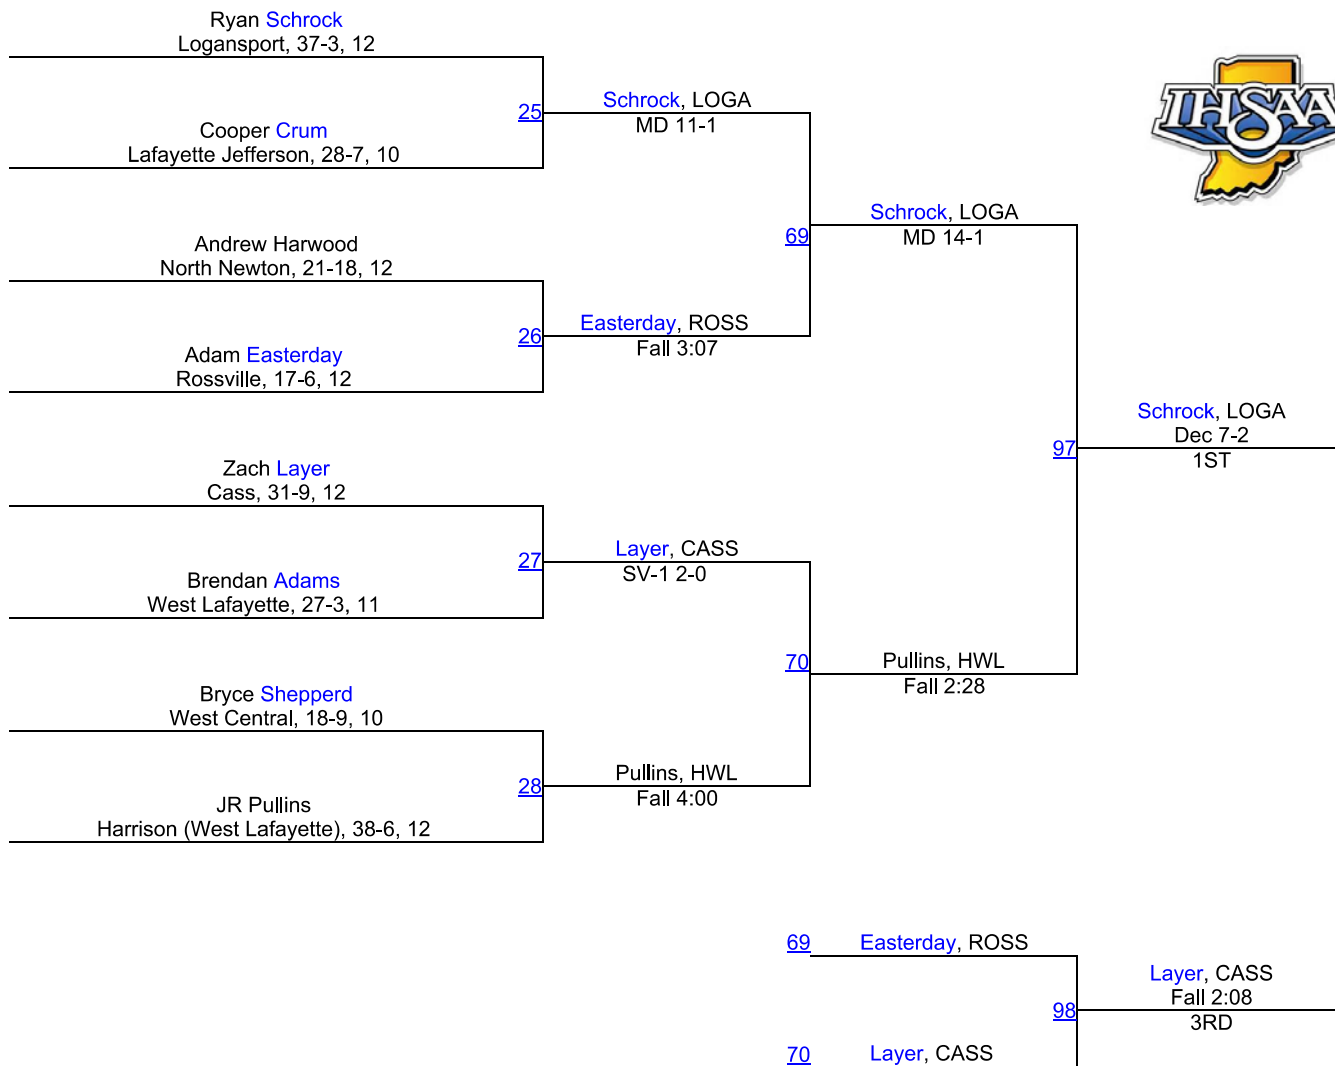 Ryan Schrock
Logansport, 37-3, 12
25
Schrock, LOGA
MD 11-1
Cooper Crum
Lafayette Jefferson, 28-7, 10
IHSAA
69
Schrock, LOGA
MD 14-1
Andrew Harwood
North Newton, 21-18, 12
26
Easterday, ROSS
Fall 3:07
Adam Easterday
Rossville, 17-6, 12
97
Schrock, LOGA
Dec 7-2
1ST
Zach Layer
Cass, 31-9, 12
27
Layer, CASS
SV-1 2-0
Brendan Adams
West Lafayette, 27-3, 11
70
Pullins, HWL
Fall 2:28
Bryce Shepperd
West Central, 18-9, 10
28
Pullins, HWL
Fall 4:00
JR Pullins
Harrison (West Lafayette), 38-6, 12
69
Easterday, ROSS
98
Layer, CASS
Fall 2:08
3RD
70
Layer, CASS